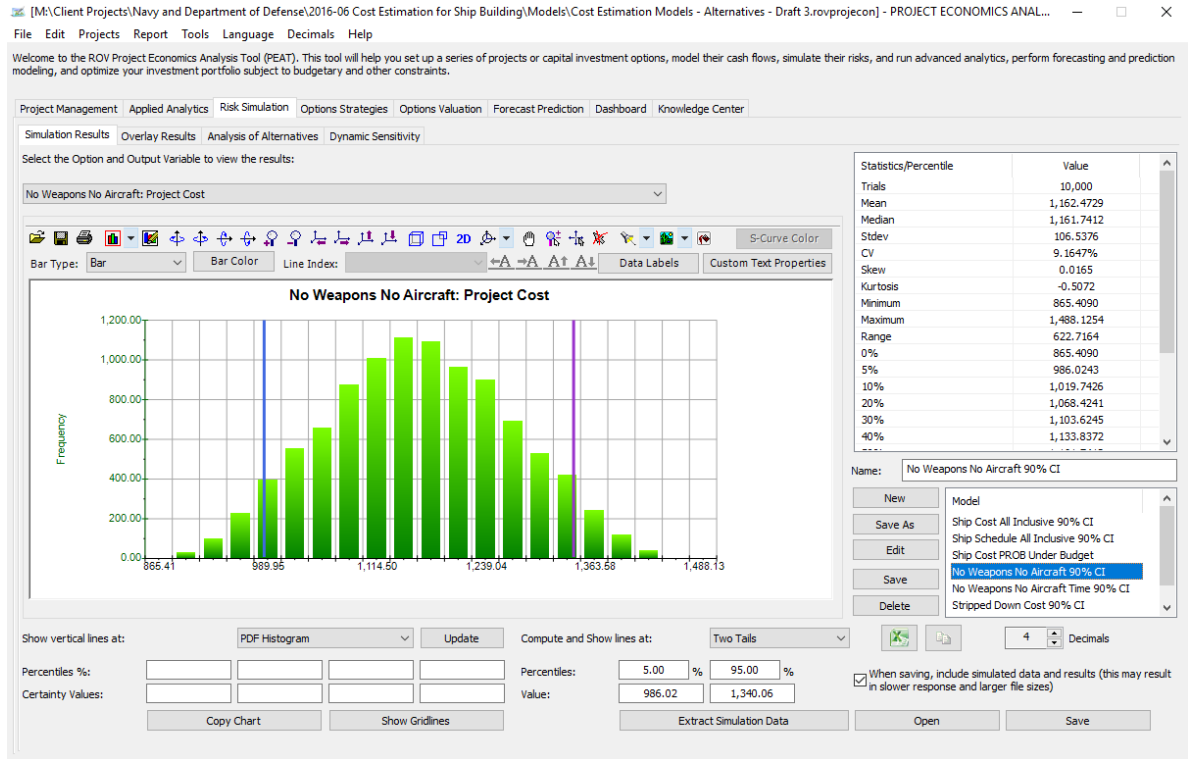 [M:\Client Projects\Navy and Department of Defense\2016-06 Cost Estimation for Ship Building\Models\Cost Estimation Models - Alternatives - Draft 3.rovprojecon] - PROJECT ECONOMICS ANAL...
File Edit Projects Report Tools Language Decimals Help
Welcome to the ROV Project Economics Analysis Tool (PEAT). This tool will help you set up a series of projects or capital investment options, model their cash flows, simulate their risks, and run advanced analytics, perform forecasting and prediction
modeling, and optimize your investment portfolio subject to budgetary and other constraints.
Project Management Applied Analytics Risk Simulation Options Strategies Options Valuation Forecast Prediction Dashboard Knowledge Center
Simulation Results Overlay Results Analysis of Alternatives Dynamic Sensitivity
Select the Option and Output Variable to view the results:
No Weapons No Aircraft: Project Cost
2D S-Curve Color
Bar Type: Bar Bar Color Line Index: A A A A Data Labels Custom Text Properties
No Weapons No Aircraft: Project Cost
Frequency
1,200.00
1,000.00
800.00
600.00
400.00
200.00
0.00
865.41 989.95 1,114.50 1,239.04 1,363.58 1,488.13
Show vertical lines at: PDF Histogram Update Compute and Show lines at: Two Tails
Percentiles %: Percentiles: 5.00 % 95.00 %
Certainty Values: Value: 986.02 1,340.06
Copy Chart Show Gridlines Extract Simulation Data
Statistics/Percentile Value
Trials 10,000
Mean 1,162.4729
Median 1,161.7412
Stdev 106.5376
CV 9.1647%
Skew 0.0165
Kurtosis -0.5072
Minimum 865.4090
Maximum 1,488.1254
Range 622.7164
0% 865.4090
5% 986.0243
10% 1,019.7426
20% 1,068.4241
30% 1,103.6245
40% 1,133.8372
Name: No Weapons No Aircraft 90% CI
New
Save As
Edit
Save
Delete
Model
Ship Cost All Inclusive 90% CI
Ship Schedule All Inclusive 90% CI
Ship Cost PROB Under Budget
No Weapons No Aircraft 90% CI
No Weapons No Aircraft Time 90% CI
Stripped Down Cost 90% CI
4 Decimals
When saving, include simulated data and results (this may result
in slower response and larger file sizes)
Open Save